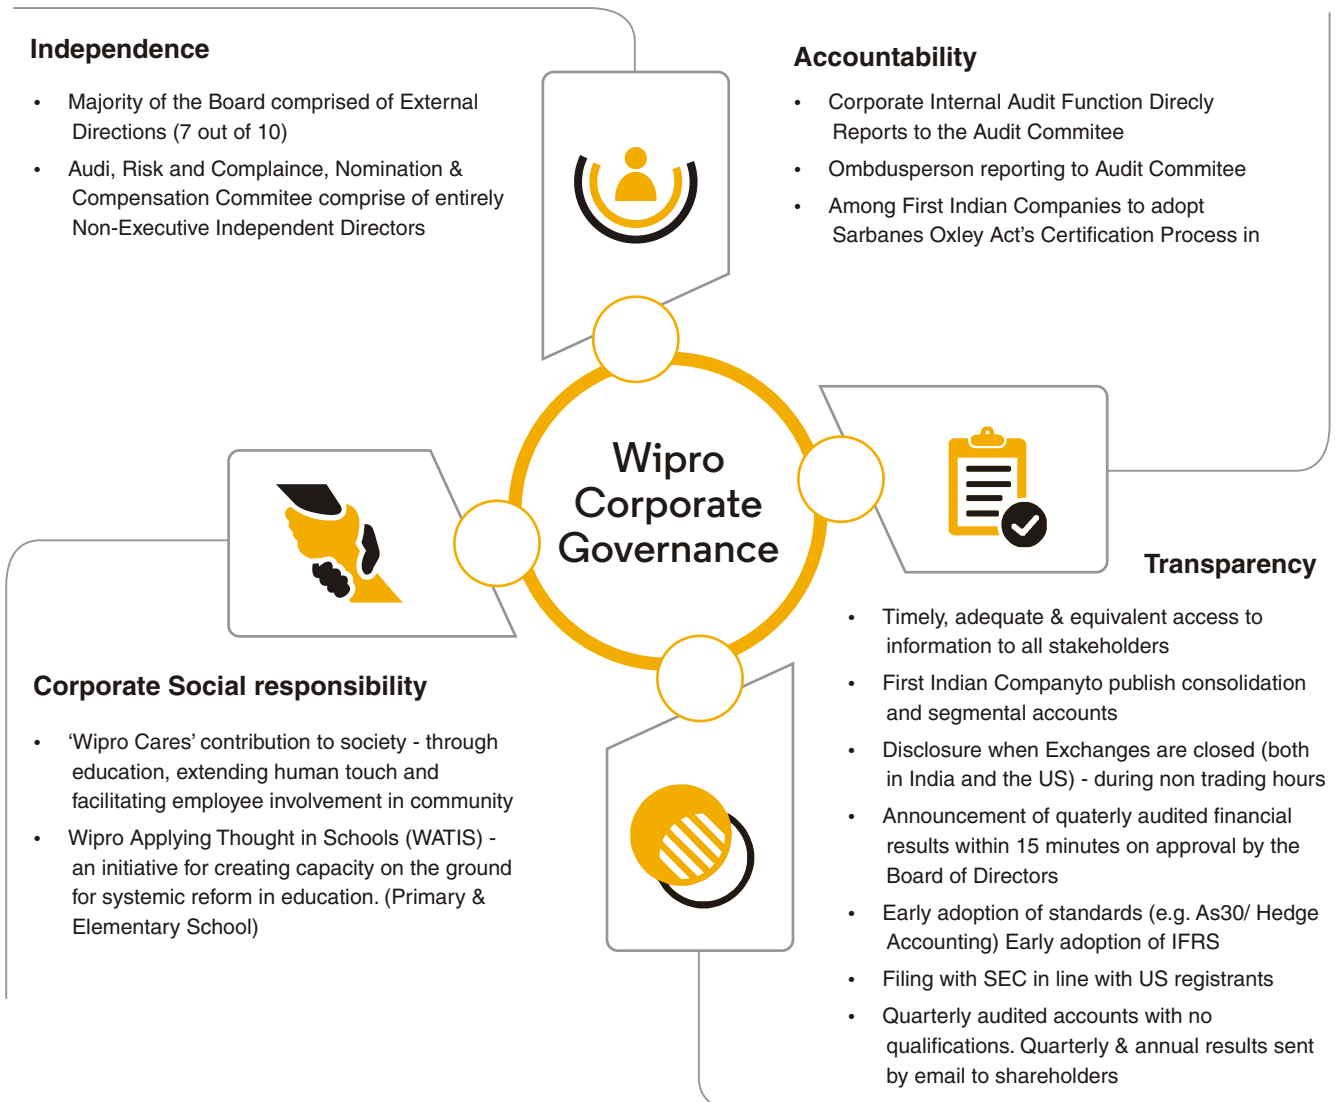 Independence
• Majority of the Board comprised of External
Directions (7 out of 10)
• Audi, Risk and Complaince, Nomination &
Compensation Commitee comprise of entirely
Non-Executive Independent Directors
Accountability
• Corporate Internal Audit Function Direcly
Reports to the Audit Commitee
• Ombdusperson reporting to Audit Commitee
• Among First Indian Companies to adopt
Sarbanes Oxley Act's Certification Process in
Wipro
Corporate
Governance
Corporate Social responsibility
• ‘Wipro Cares’ contribution to society - through
education, extending human touch and
facilitating employee involvement in community
• Wipro Applying Thought in Schools (WATIS) -
an initiative for creating capacity on the ground
for systemic reform in education. (Primary &
Elementary School)
Transparency
• Timely, adequate & equivalent access to
information to all stakeholders
• First Indian Companyto publish consolidation
and segmental accounts
• Disclosure when Exchanges are closed (both
in India and the US) - during non trading hours
• Announcement of quaterly audited financial
results within 15 minutes on approval by the
Board of Directors
• Early adoption of standards (e.g. As30/ Hedge
Accounting) Early adoption of IFRS
• Filing with SEC in line with US registrants
• Quarterly audited accounts with no
qualifications. Quarterly & annual results sent
by email to shareholders